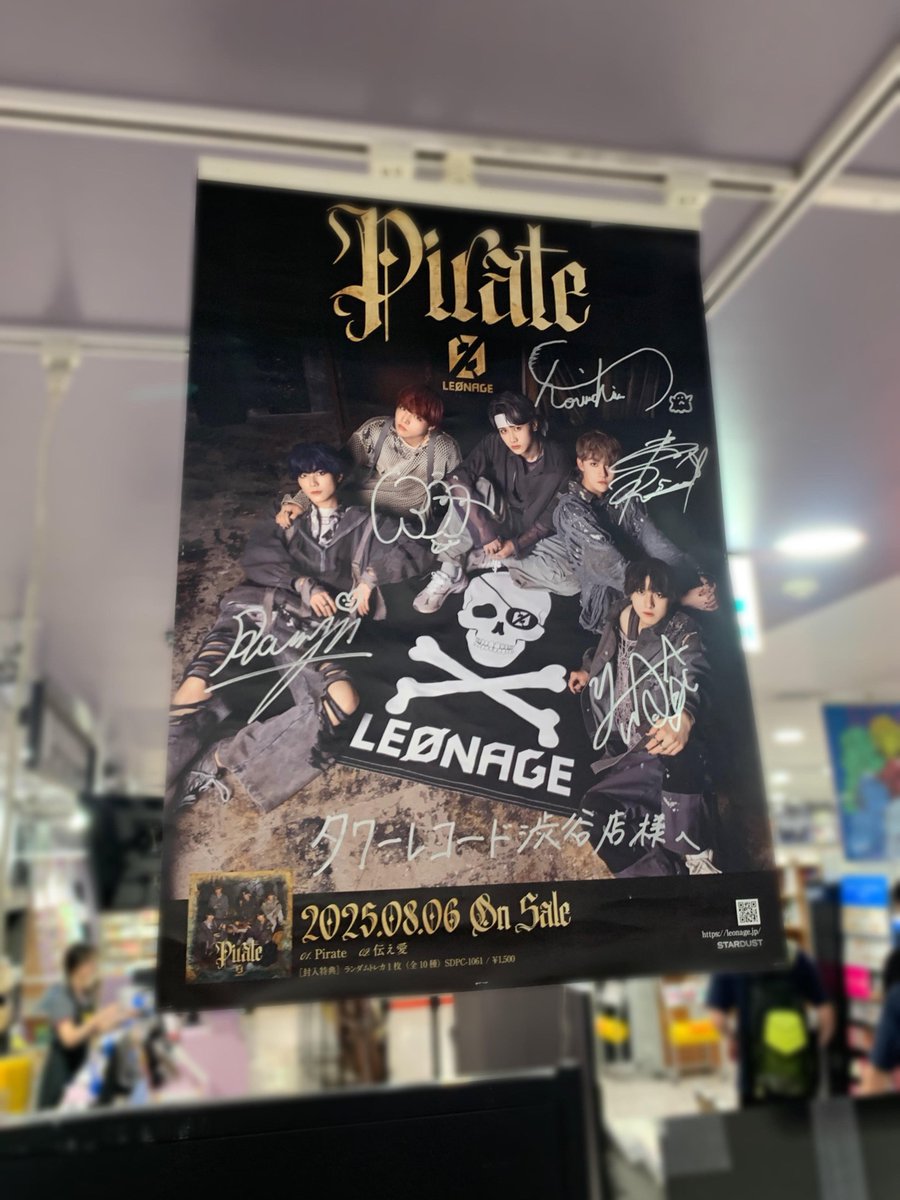 Pirate
LEØNAGE
LEØNAGE
タワーレコード渋谷店様へ
2025.08.06 On Sale
01. Pirate 02. 伝え愛
[封入特典] ランダムトレカ1枚（全10種）SDPC-1061 / ¥1,500
Pirate
https://leonage.jp/
STARDUST